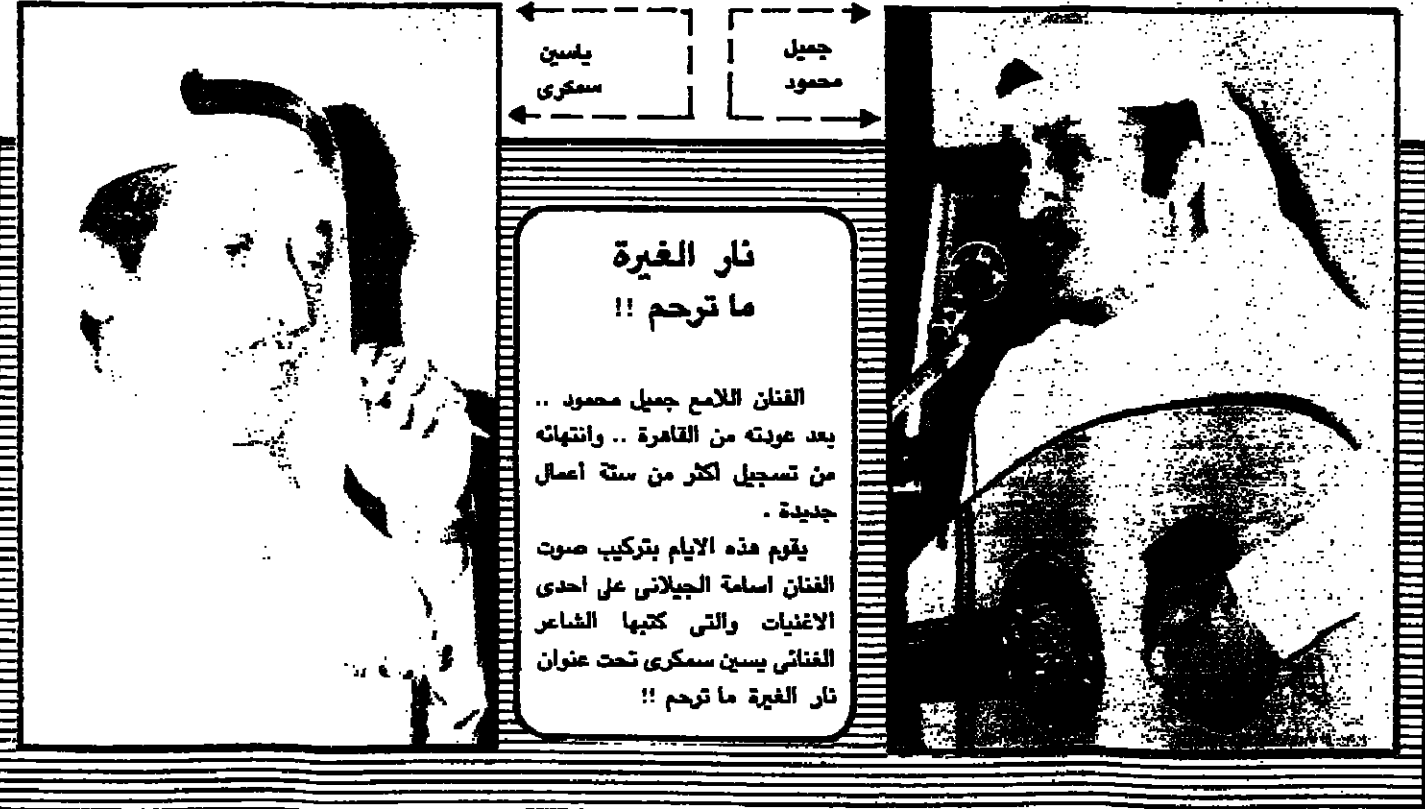 جميل
محمود
ياسين
سمكرى
نار الغيرة
ما ترحم !!
الفنان اللامع جميل محمود ..
بعد عودته من القاهرة .. وانتهائه
من تسجيل أكثر من ستة أعمال
جديدة .
يقوم هذه الايام بتركيب صوت
الفنان اسامة الجيلانى على احدى
الاغنيات والتى كتبها الشاعر
الغنائى يسين سمكرى تحت عنوان
نار الغيرة ما ترحم !!